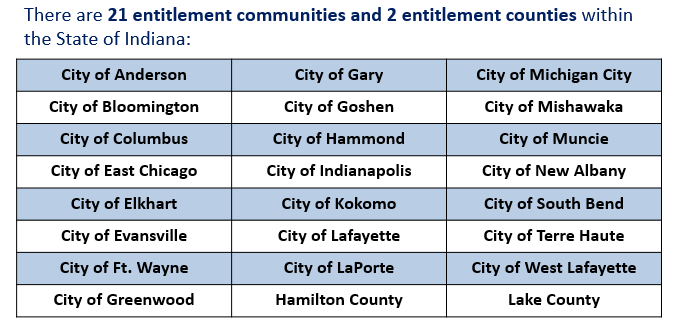 There are 21 entitlement communities and 2 entitlement counties within
the State of Indiana:
City of Anderson City of Gary City of Michigan City
City of Bloomington City of Goshen City of Mishawaka
City of Columbus City of Hammond City of Muncie
City of East Chicago City of Indianapolis City of New Albany
City of Elkhart City of Kokomo City of South Bend
City of Evansville City of Lafayette City of Terre Haute
City of Ft. Wayne City of LaPorte City of West Lafayette
City of Greenwood Hamilton County Lake County